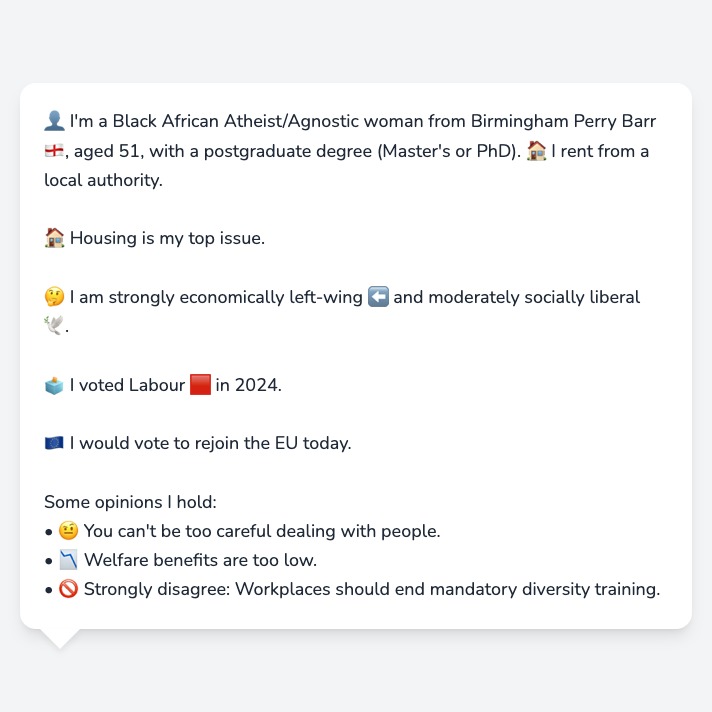 👤 I'm a Black African Atheist/Agnostic woman from Birmingham Perry Barr
🏴󠁧󠁢󠁥󠁮󠁧󠁿, aged 51, with a postgraduate degree (Master's or PhD). 🏠 I rent from a
local authority.
🏠 Housing is my top issue.
🤔 I am strongly economically left-wing ⬅️ and moderately socially liberal
🕊️.
🗳️ I voted Labour 🟥 in 2024.
🇪🇺 I would vote to rejoin the EU today.
Some opinions I hold:
• 🤨 You can't be too careful dealing with people.
• 📉 Welfare benefits are too low.
• 🚫 Strongly disagree: Workplaces should end mandatory diversity training.